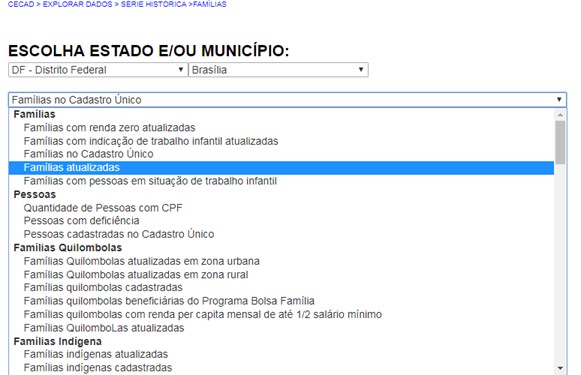 CECAD > EXPLORAR DADOS > SÉRIE HISTÓRICA >FAMÍLIAS
ESCOLHA ESTADO E/OU MUNICÍPIO:
DF - Distrito Federal Brasília
Famílias no Cadastro Único
Famílias
Famílias com renda zero atualizadas
Famílias com indicação de trabalho infantil atualizadas
Famílias no Cadastro Único
Famílias atualizadas
Famílias com pessoas em situação de trabalho infantil
Pessoas
Quantidade de Pessoas com CPF
Pessoas com deficiência
Pessoas cadastradas no Cadastro Único
Famílias Quilombolas
Famílias Quilombolas atualizadas em zona urbana
Famílias Quilombolas atualizadas em zona rural
Famílias quilombolas cadastradas
Famílias quilombolas beneficiárias do Programa Bolsa Família
Famílias quilombolas com renda per capita mensal de até 1/2 salário mínimo
Famílias QuilomboLas atualizadas
Famílias Indígena
Famílias indígenas atualizadas
Famílias indígenas cadastradas